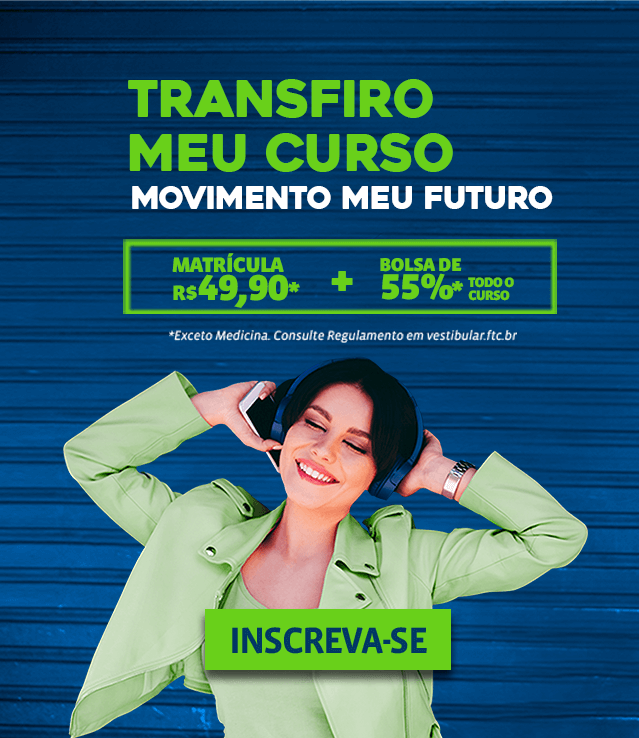 TRANSFIRO
MEU CURSO
MOVIMENTO MEU FUTURO
MATRÍCULA
R$49,90*
+
BOLSA DE
55%* TODO O CURSO
*Exceto Medicina. Consulte Regulamento em vestibular.ftc.br
INSCREVA-SE